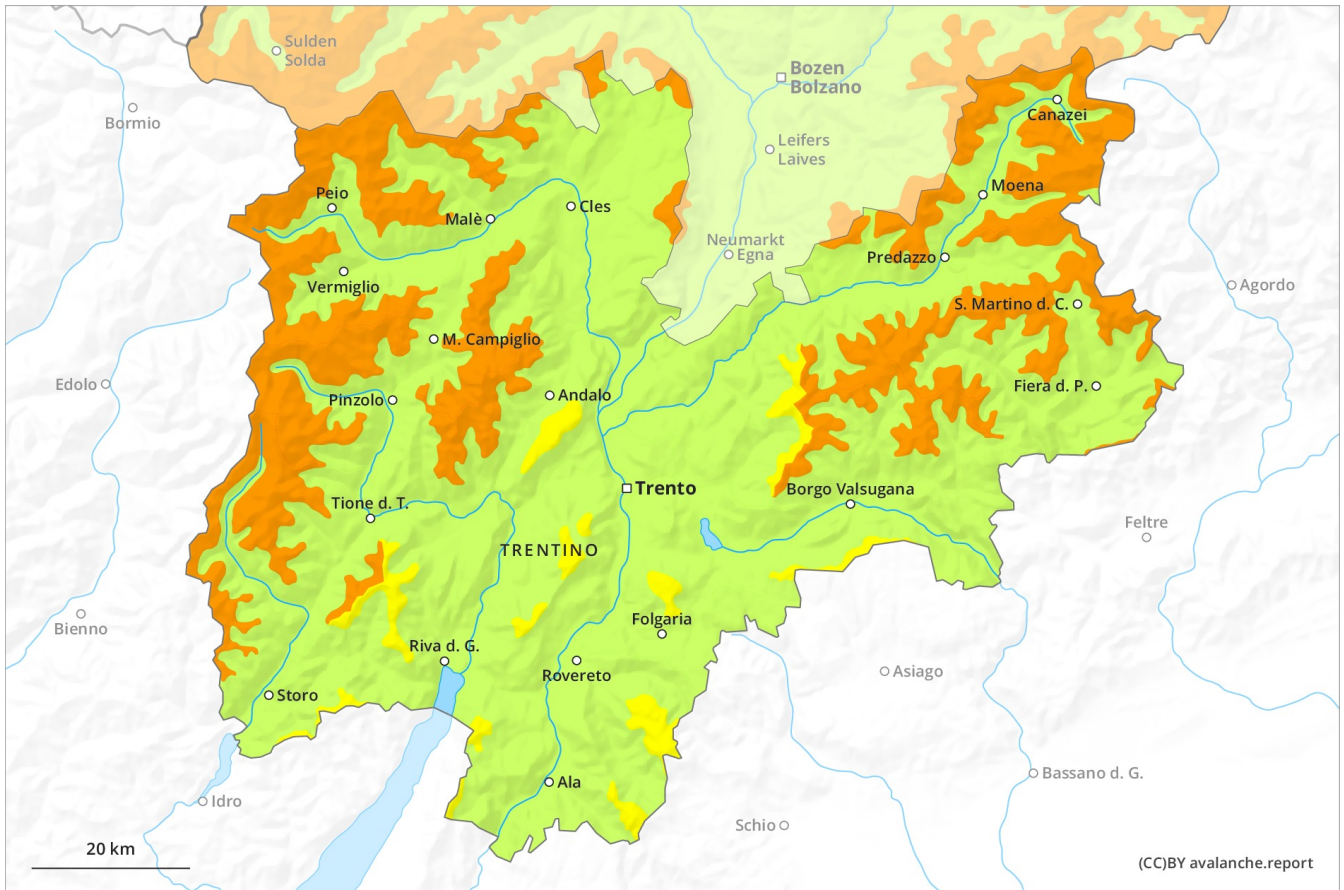 Sulden
Solda
Bozen
Bolzano
Bormio
Canazei
Leifers
Laives
Moena
Peio
Malè
Cles
Neumarkt
Egna
Predazzo
Vermiglio
Agordo
S. Martino d. C.
M. Campiglio
Edolo
Andalo
Fiera d. P.
Pinzolo
Trento
Borgo Valsugana
Tione d. T.
Feltre
TRENTINO
Bienno
Folgaria
Riva d. G.
Asiago
Rovereto
Storo
Bassano d. G.
Ala
Idro
Schio
20 km
(CC)BY avalanche.report